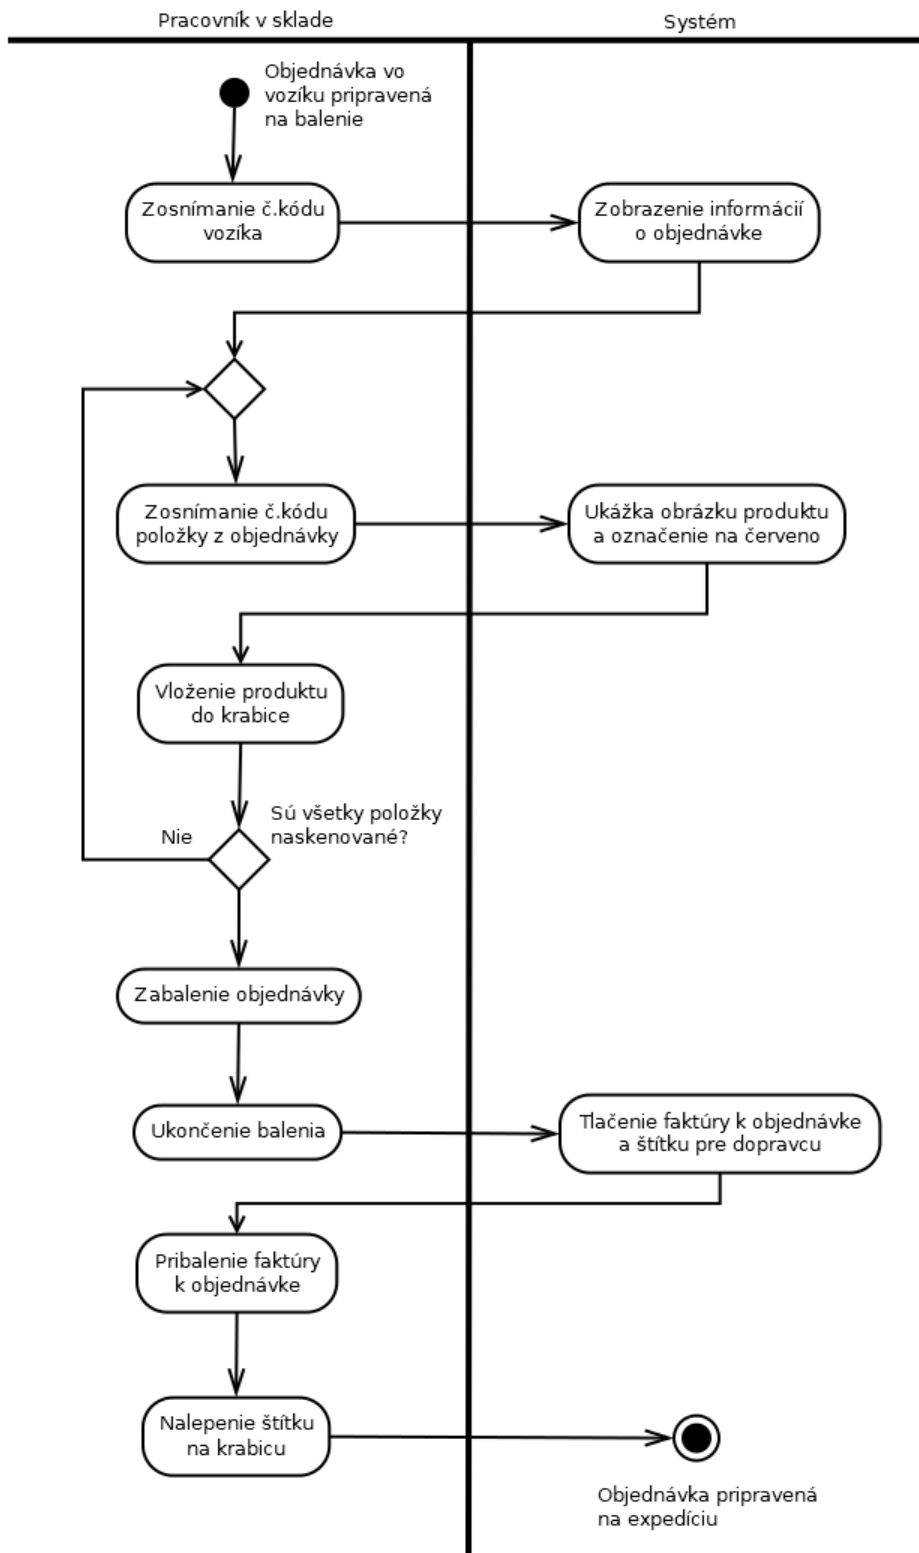 Pracovník v sklade
Systém
Objednávka vo
vozíku pripravená
na balenie
Zosnímanie č.kódu
vozíka
Zobrazenie informácií
o objednávke
Zosnímanie č.kódu
položky z objednávky
Ukážka obrázku produktu
a označenie na červeno
Vloženie produktu
do krabice
Sú všetky položky
naskenované?
Nie
Zabalenie objednávky
Ukončenie balenia
Tlačenie faktúry k objednávke
a štítku pre dopravcu
Pribalenie faktúry
k objednávke
Nalepenie štítku
na krabicu
Objednávka pripravená
na expedíciu